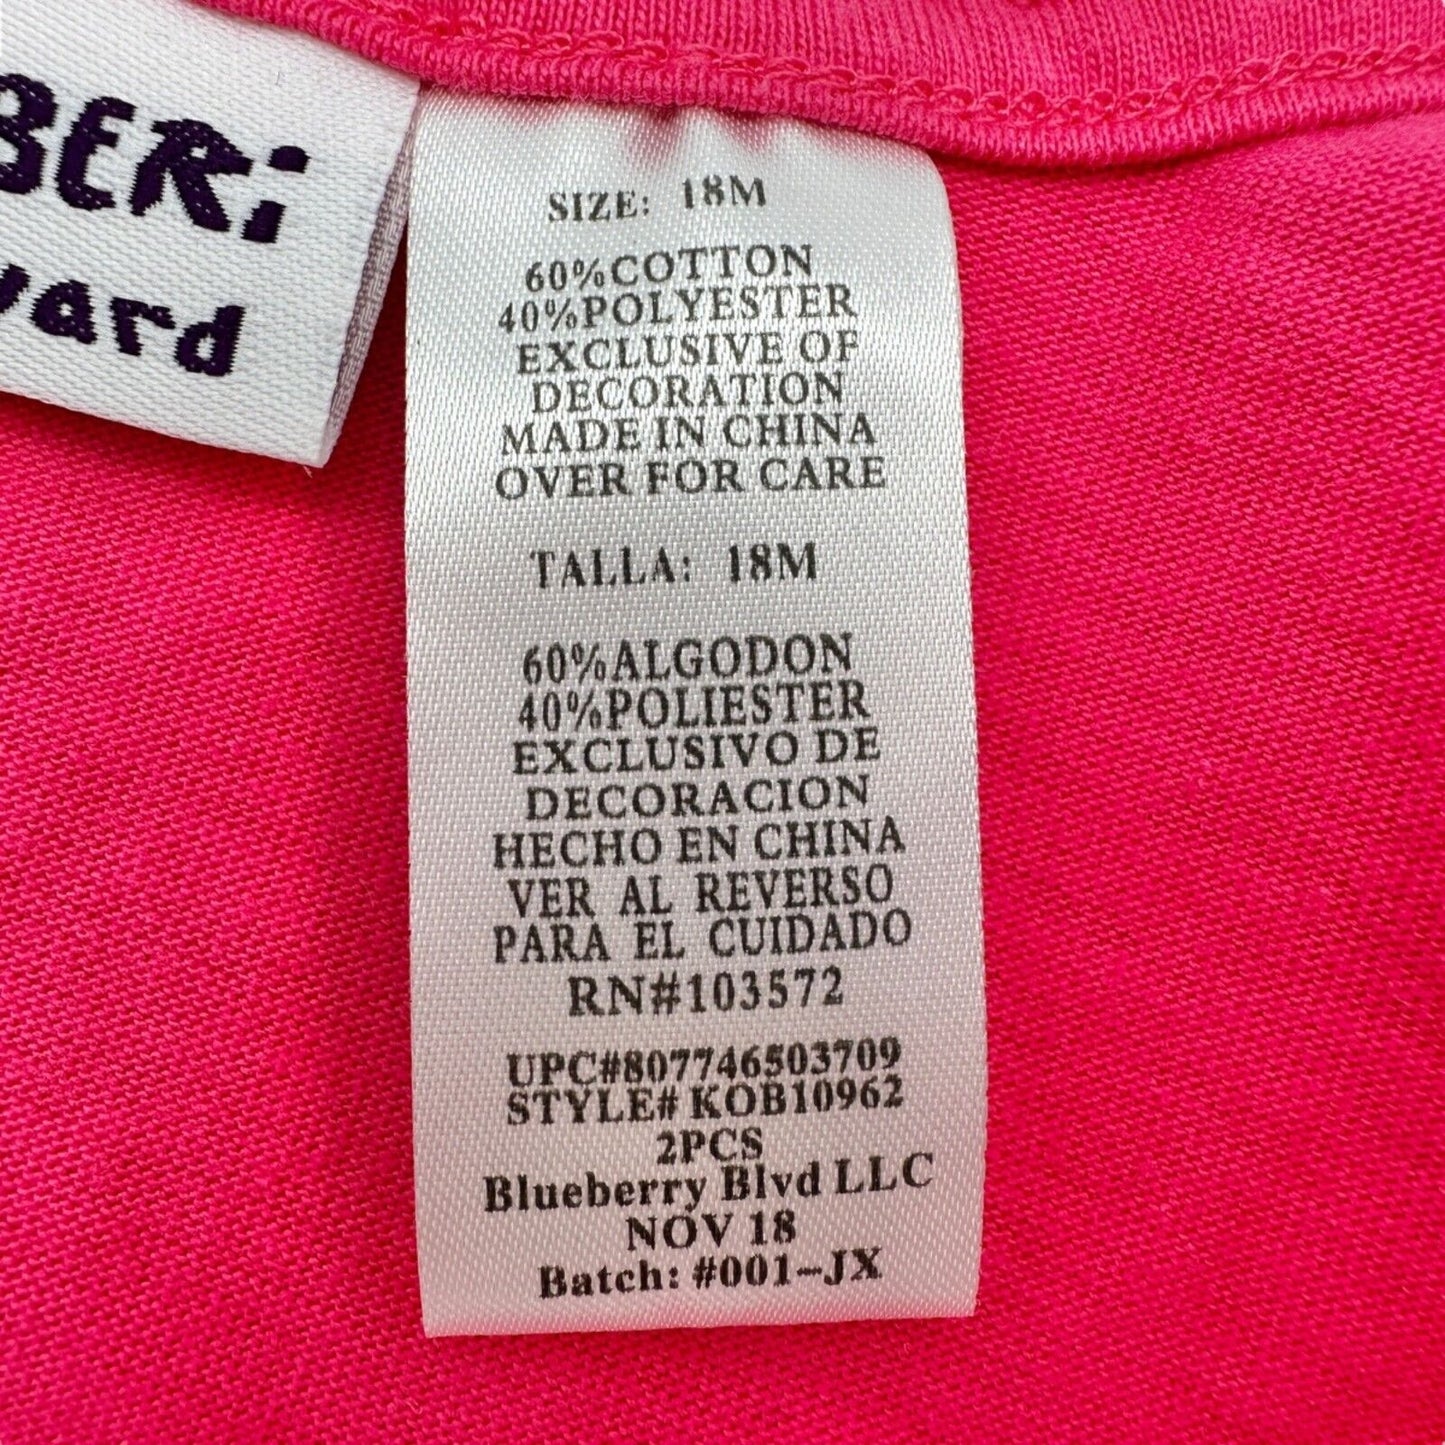 BERi
vard
SIZE: 18M
60%COTTON
40%POLYESTER
EXCLUSIVE OF
DECORATION
MADE IN CHINA
OVER FOR CARE
TALLA: 18M
60%ALGODON
40%POLIESTER
EXCLUSIVO DE
DECORACION
HECHO EN CHINA
VER AL REVERSO
PARA EL CUIDADO
RN#103572
UPC#807746503709
STYLE# KOB10962
2PCS
Blueberry Blvd LLC
NOV 18
Batch: #001-JX